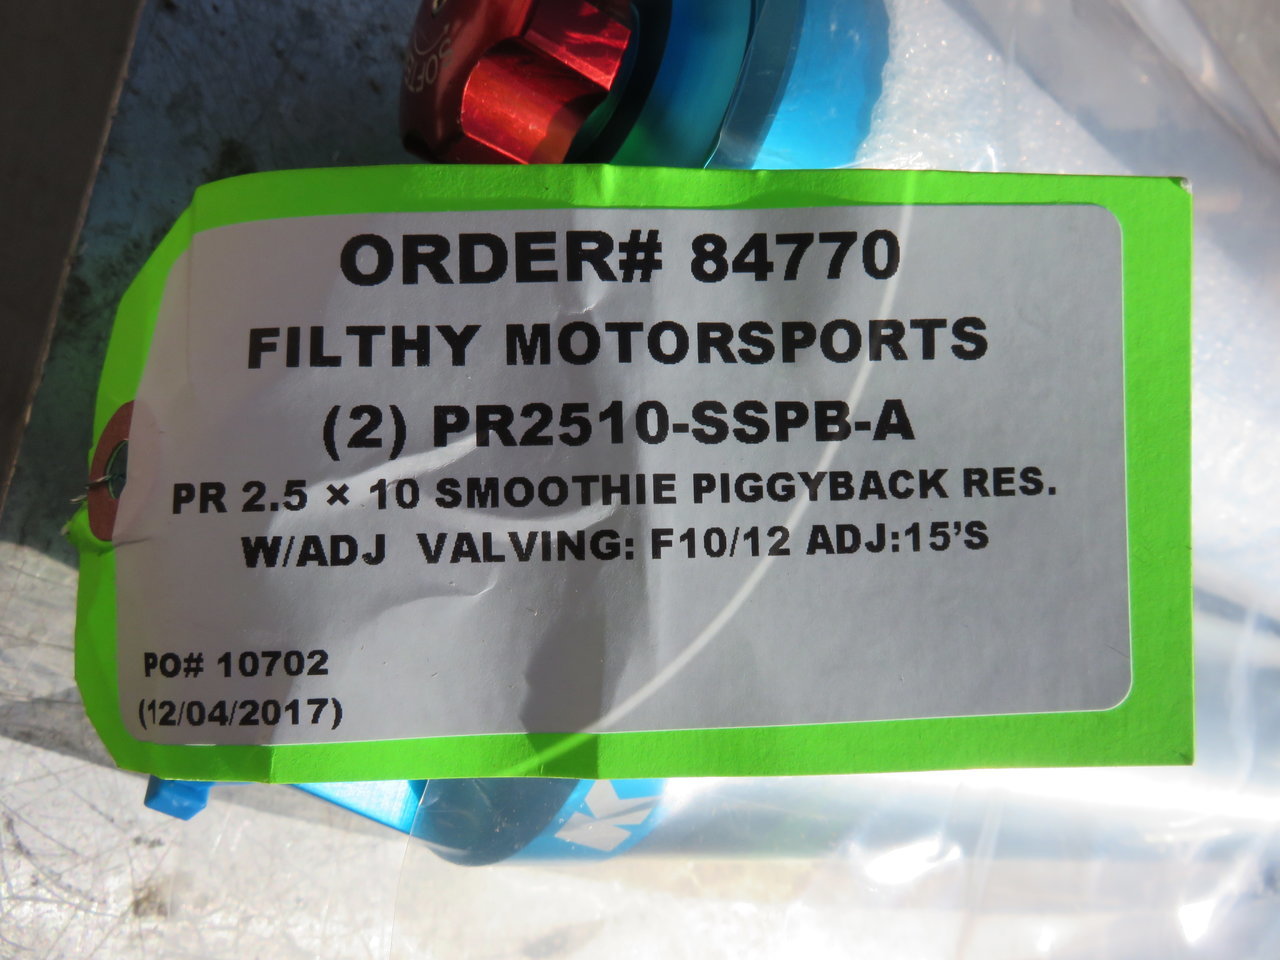 SOFT
ORDER# 84770
FILTHY MOTORSPORTS
(2) PR2510-SSPB-A
PR 2.5 × 10 SMOOTHIE PIGGYBACK RES.
W/ADJ VALVING: F10/12 ADJ:15'S
PO# 10702
(12/04/2017)